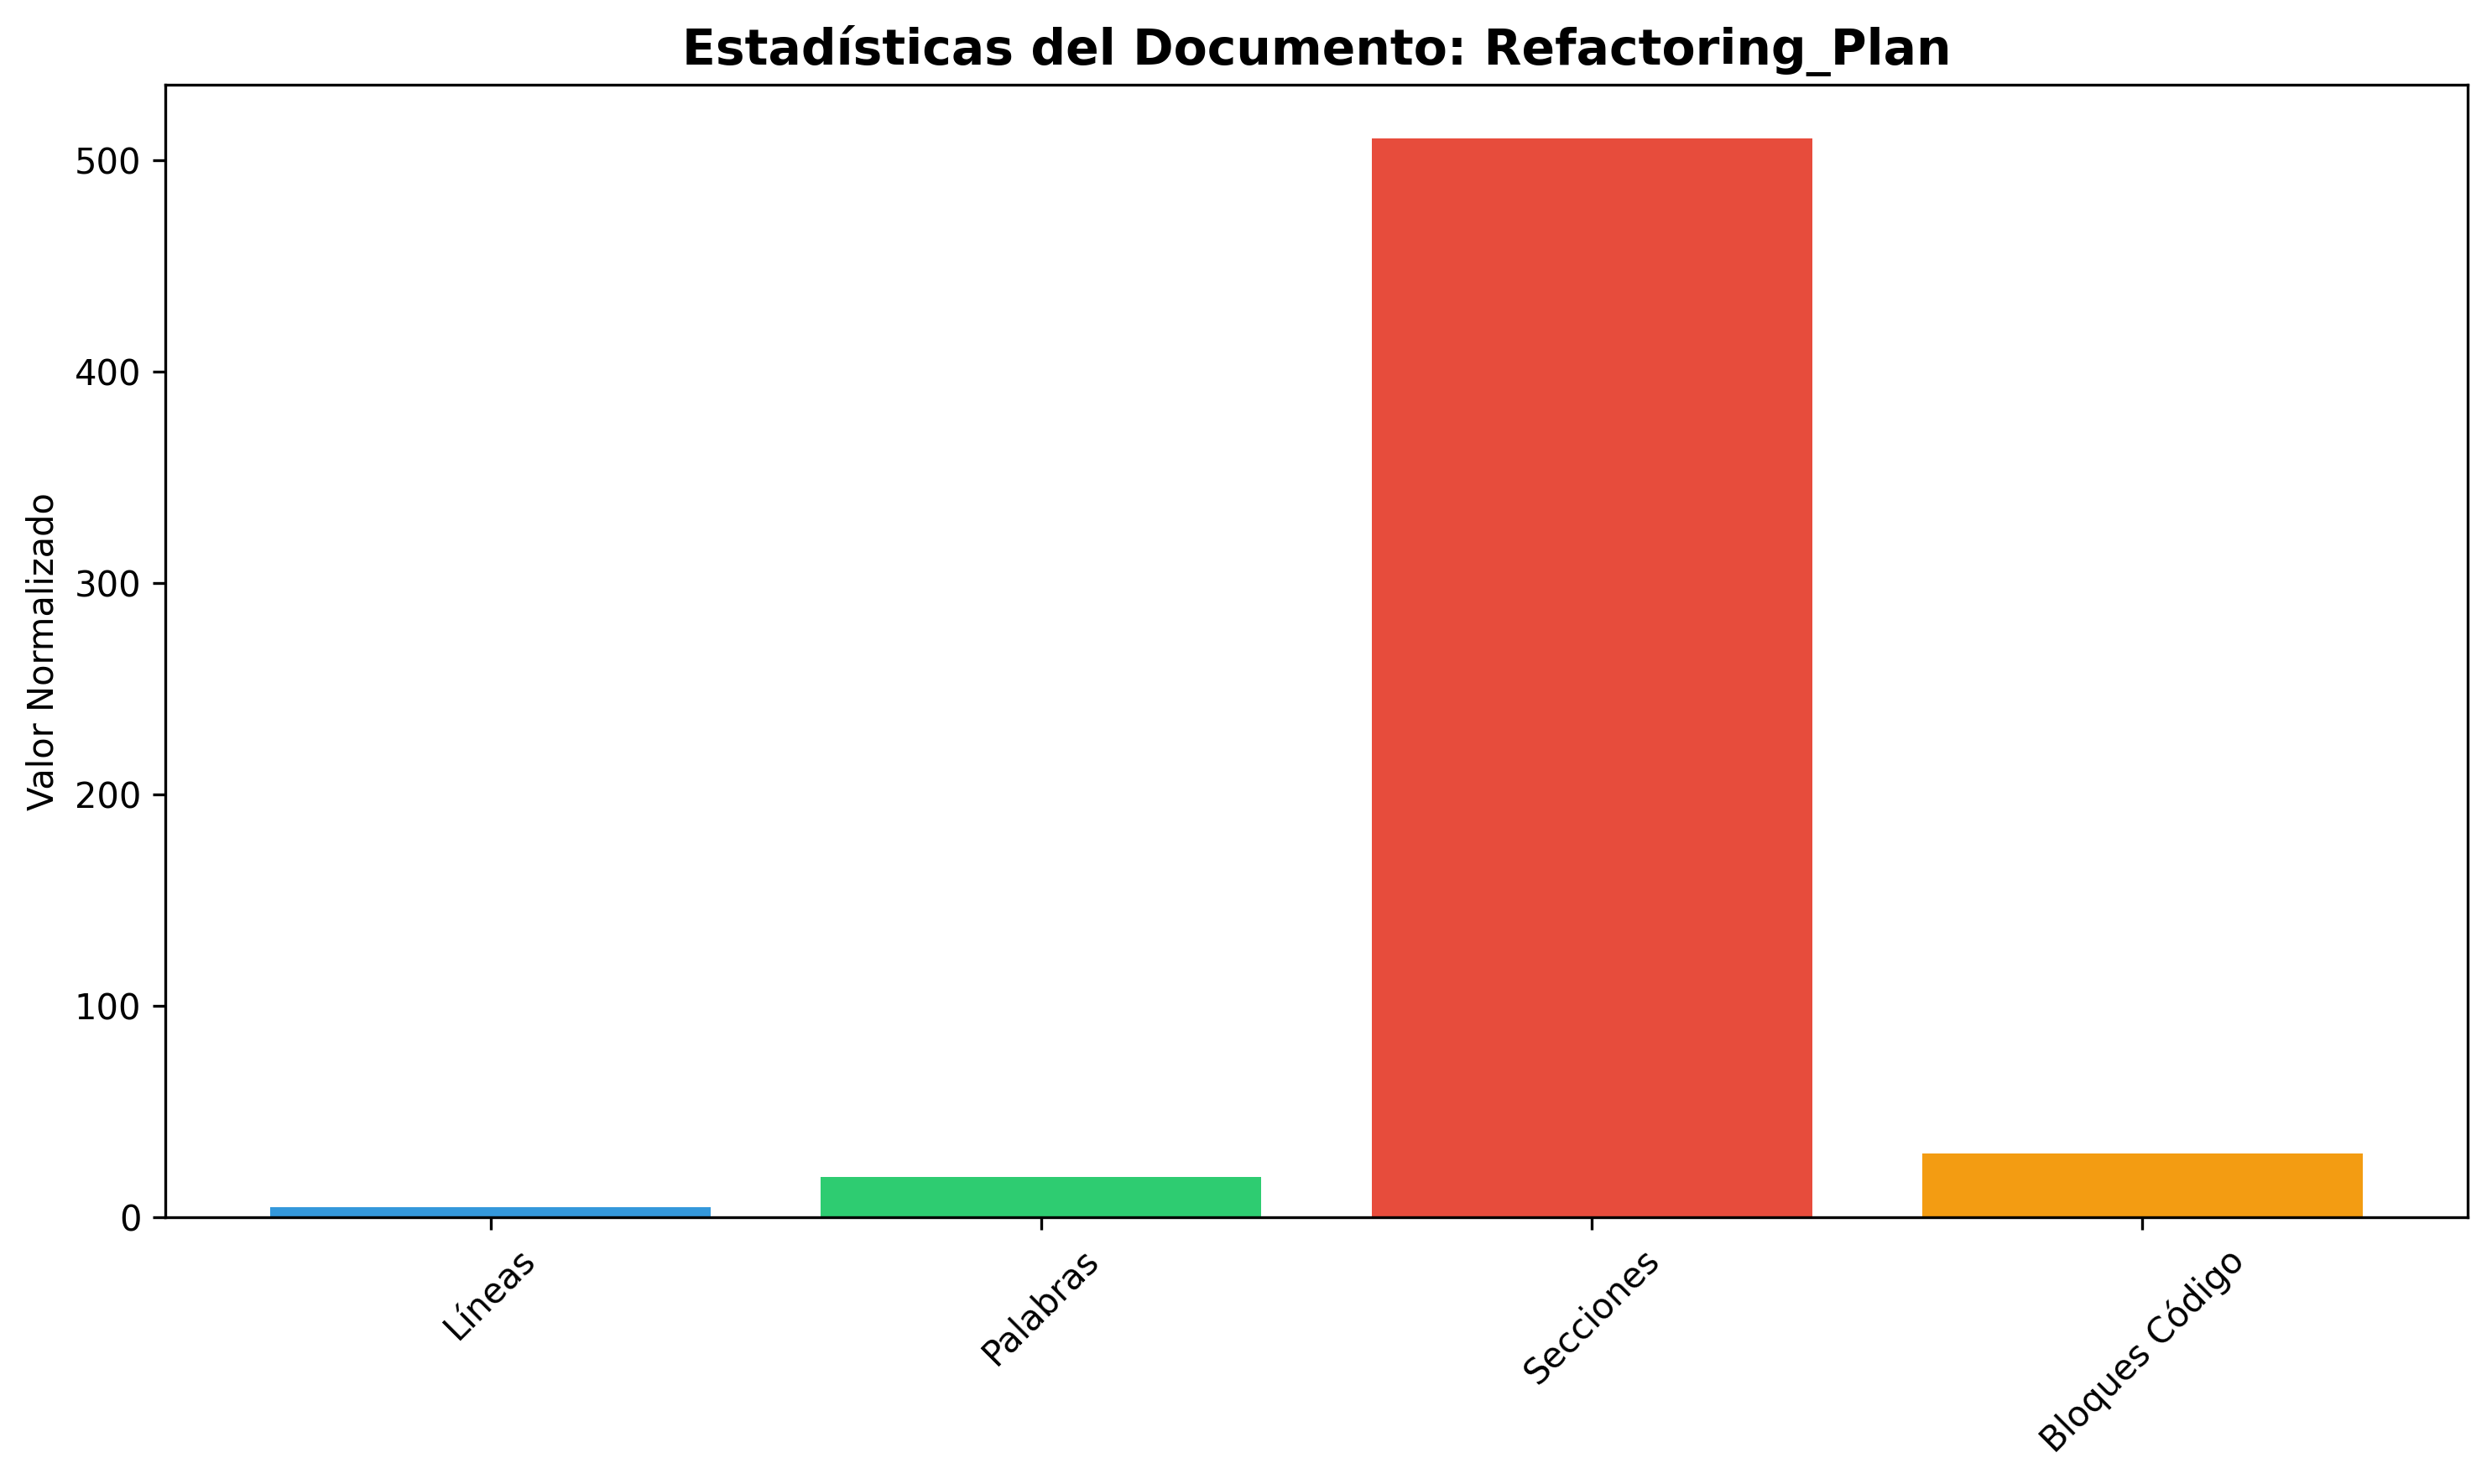 Estadísticas del Documento: Refactoring_Plan
Valor Normalizado
500
400
300
200
100
0
Líneas
Palabras
Secciones
Bloques Código